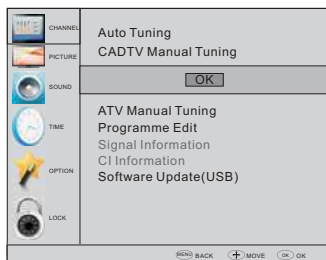 CHANNEL
PICTURE
SOUND
TIME
OPTION
LOCK
Auto Tuning
CADTV Manual Tuning
OK
ATV Manual Tuning
Programme Edit
Signal Information
CI Information
Software Update(USB)
MENU BACK MOVE OK OK